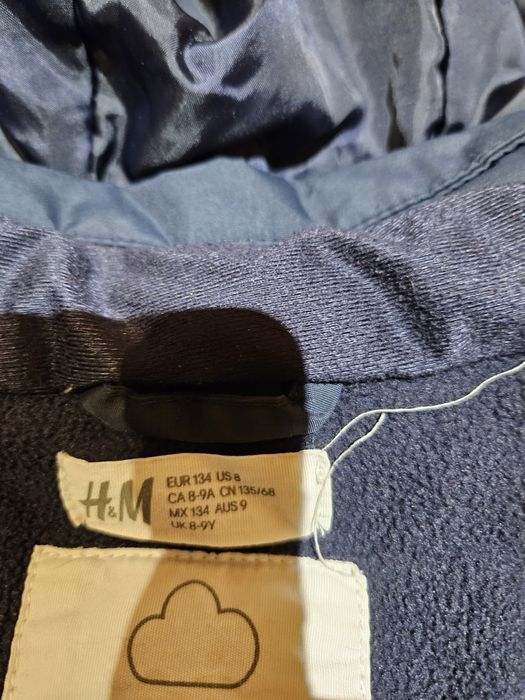 H&M
EUR 134 US 8
CA 8-9A CN 135/68
MX 134 AUS 9
UK 8-9Y